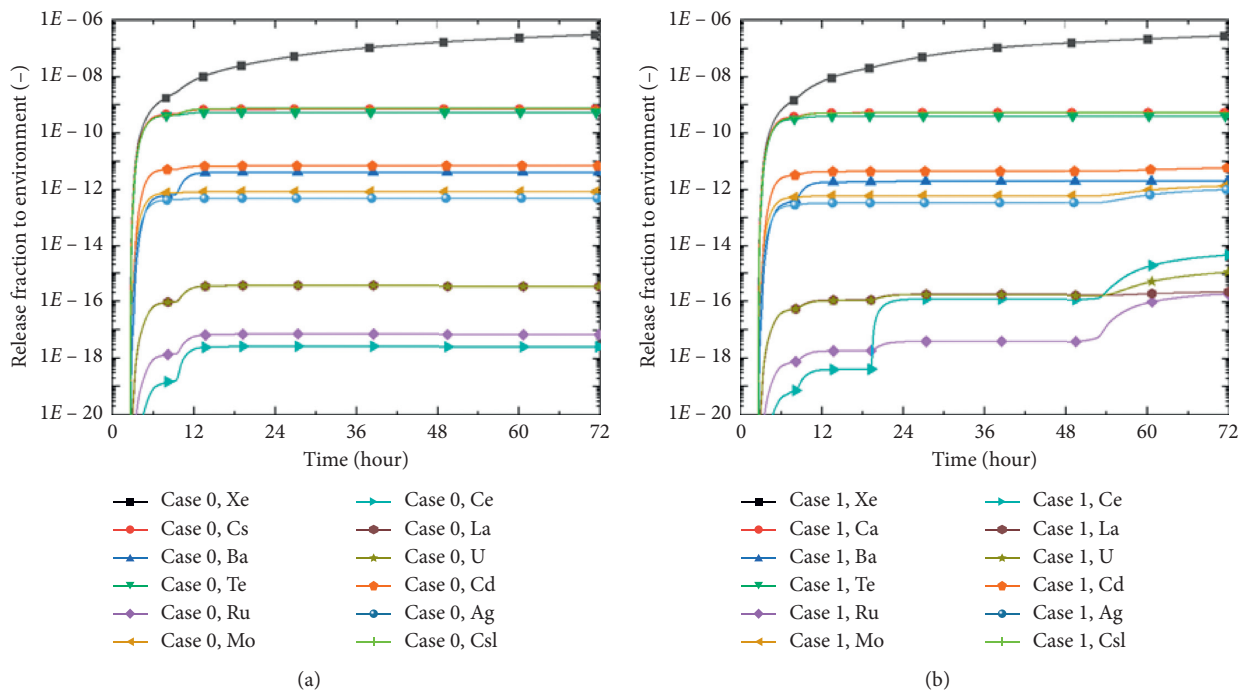 Release fraction to environment (–)
1E – 06
1E – 08
1E – 10
1E – 12
1E – 14
1E – 16
1E – 18
1E – 20
0 12 24 36 48 60 72
Time (hour)
Case 0, Xe
Case 0, Cs
Case 0, Ba
Case 0, Te
Case 0, Ru
Case 0, Mo
Case 0, Ce
Case 0, La
Case 0, U
Case 0, Cd
Case 0, Ag
Case 0, Csl
(a)
Release fraction to environment (–)
1E – 06
1E – 08
1E – 10
1E – 12
1E – 14
1E – 16
1E – 18
1E – 20
0 12 24 36 48 60 72
Time (hour)
Case 1, Xe
Case 1, Ca
Case 1, Ba
Case 1, Te
Case 1, Ru
Case 1, Mo
Case 1, Ce
Case 1, La
Case 1, U
Case 1, Cd
Case 1, Ag
Case 1, Csl
(b)